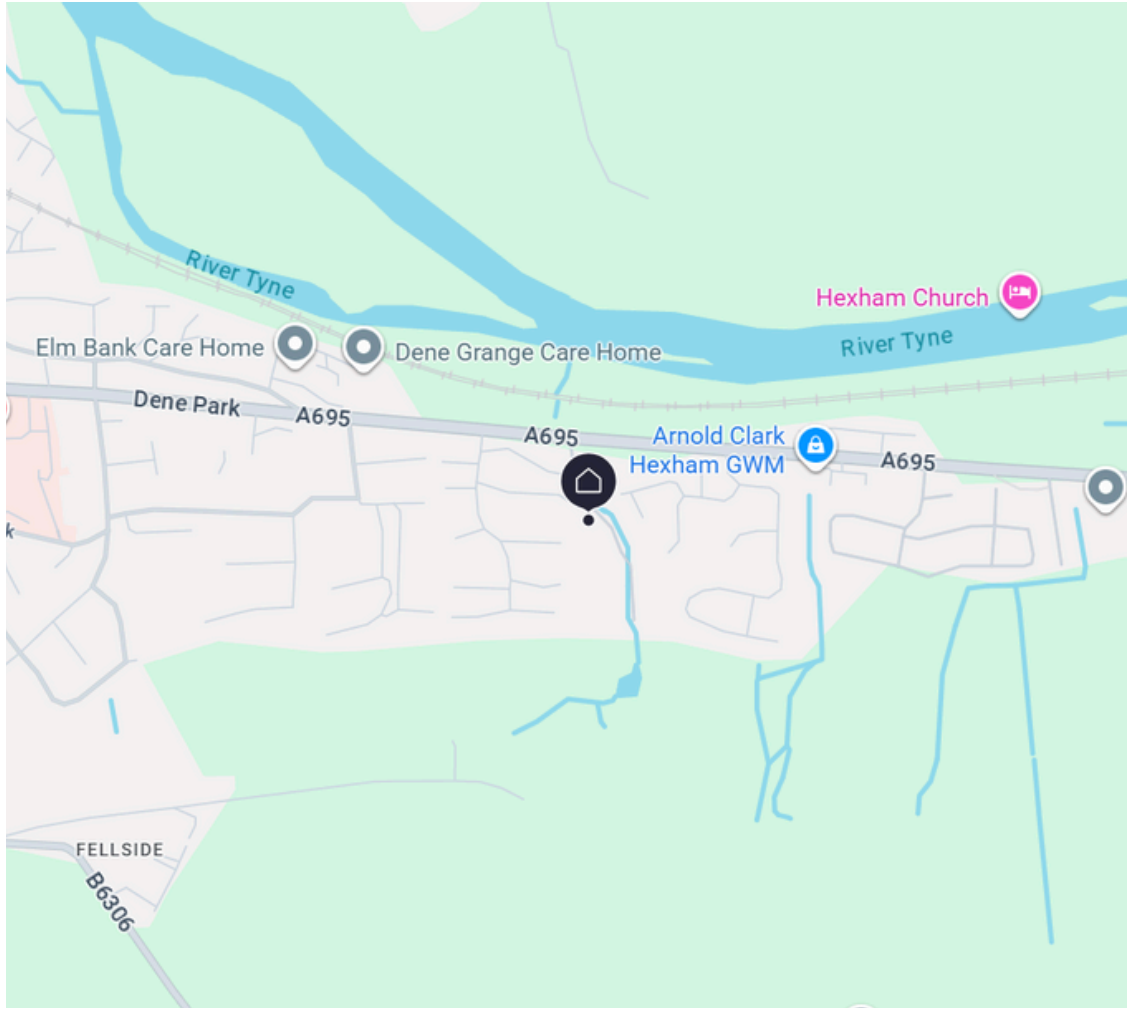 River Tyne
Hexham Church
River Tyne
Elm Bank Care Home
Dene Grange Care Home
Dene Park
A695
A695
Arnold Clark
Hexham GWM
A695
k
FELLSIDE
B6306